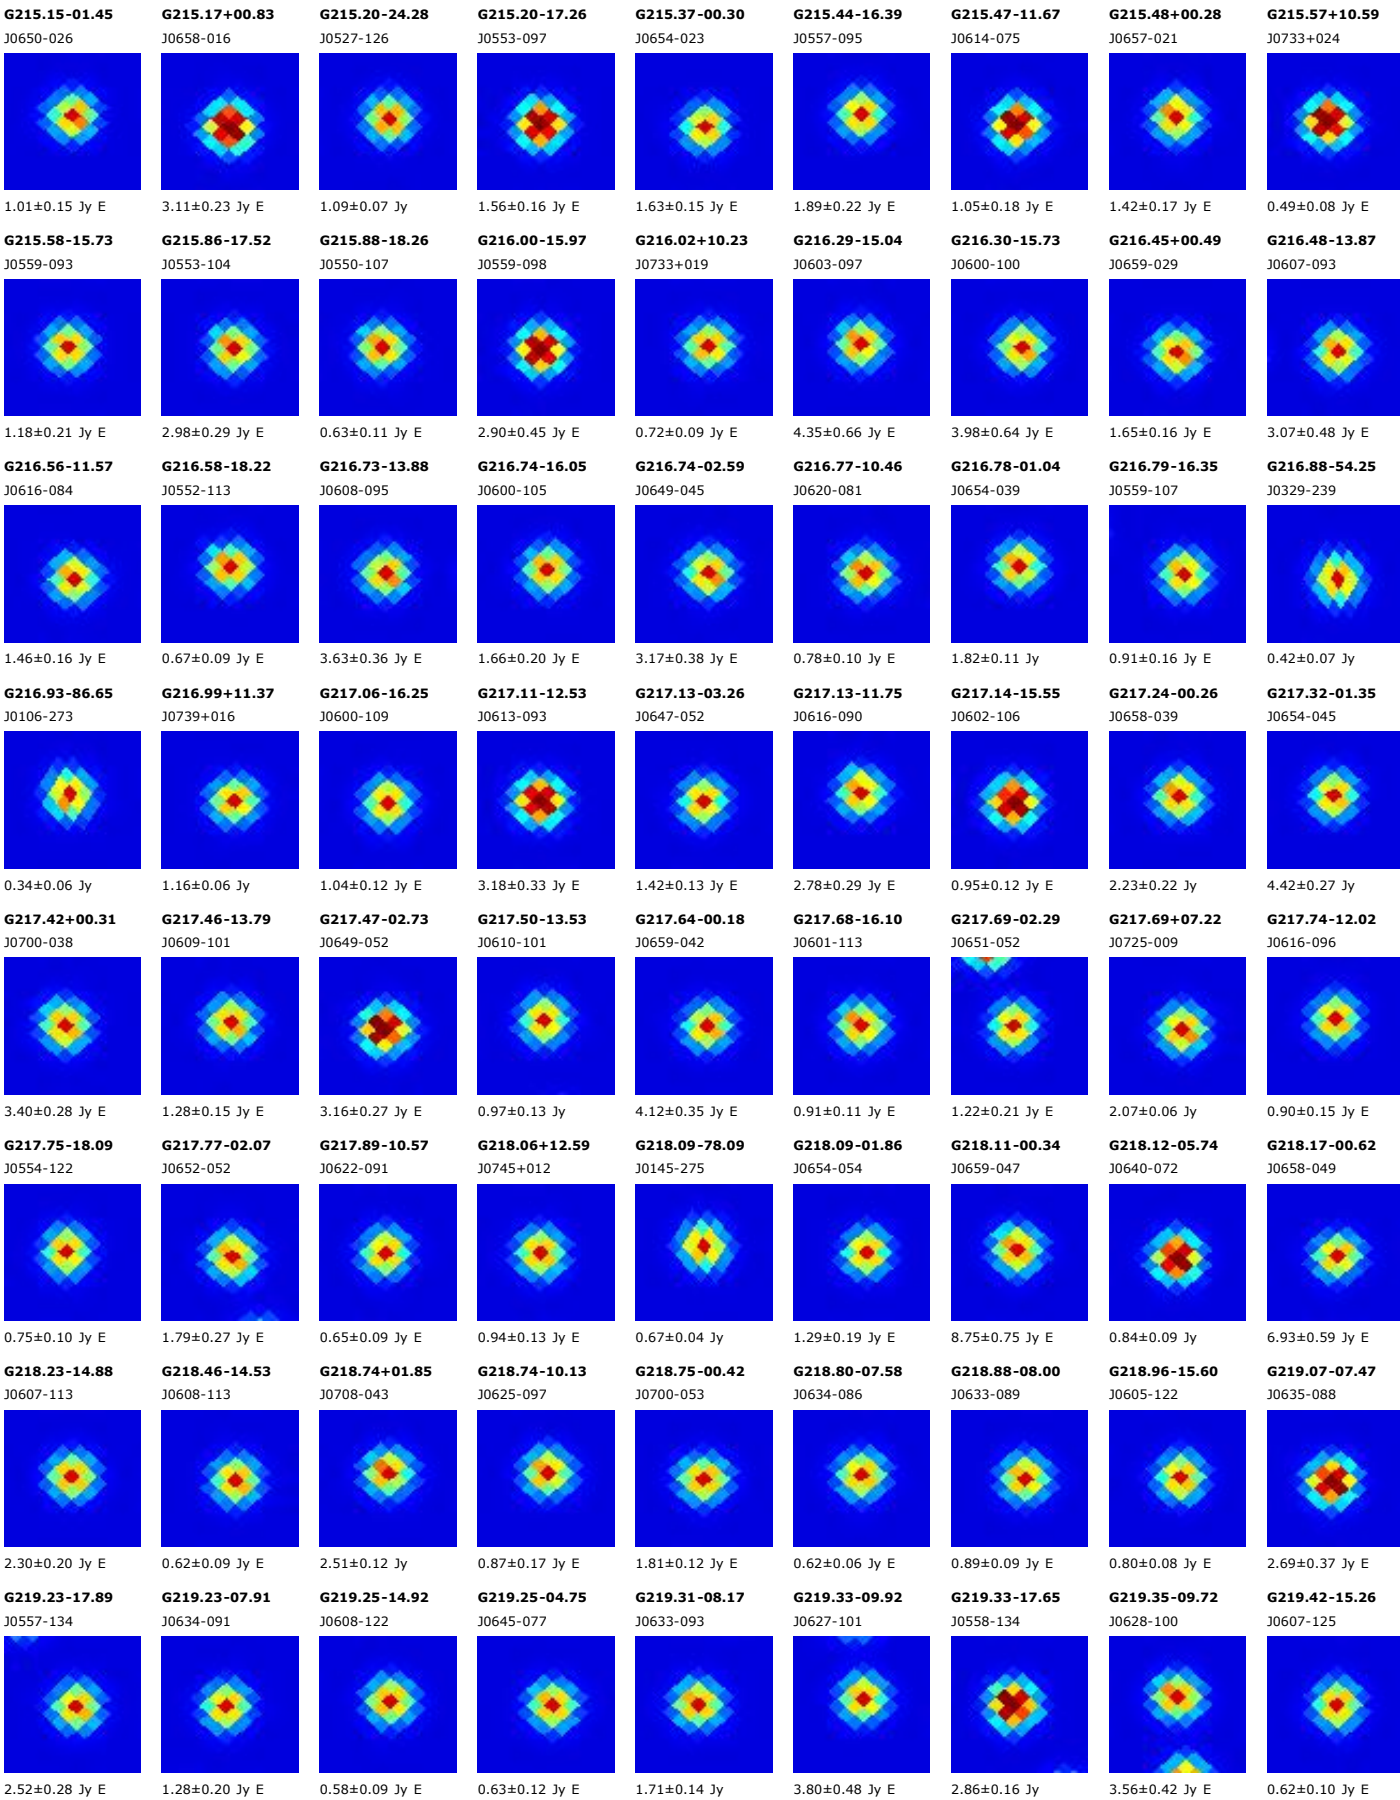 G215.15-01.45 G215.17+00.83 G215.20-24.28 G215.20-17.26 G215.37-00.30 G215.44-16.39 G215.47-11.67 G215.48+00.28 G215.57+10.59
J0650-026 J0658-016 J0527-126 J0553-097 J0654-023 J0557-095 J0614-075 J0657-021 J0733+024
1.01±0.15 Jy E 3.11±0.23 Jy E 1.09±0.07 Jy 1.56±0.16 Jy E 1.63±0.15 Jy E 1.89±0.22 Jy E 1.05±0.18 Jy E 1.42±0.17 Jy E 0.49±0.08 Jy E
G215.58-15.73 G215.86-17.52 G215.88-18.26 G216.00-15.97 G216.02+10.23 G216.29-15.04 G216.30-15.73 G216.45+00.49 G216.48-13.87
J0559-093 J0553-104 J0550-107 J0559-098 J0733+019 J0603-097 J0600-100 J0659-029 J0607-093
1.18±0.21 Jy E 2.98±0.29 Jy E 0.63±0.11 Jy E 2.90±0.45 Jy E 0.72±0.09 Jy E 4.35±0.66 Jy E 3.98±0.64 Jy E 1.65±0.16 Jy E 3.07±0.48 Jy E
G216.56-11.57 G216.58-18.22 G216.73-13.88 G216.74-16.05 G216.74-02.59 G216.77-10.46 G216.78-01.04 G216.79-16.35 G216.88-54.25
J0616-084 J0552-113 J0608-095 J0600-105 J0649-045 J0620-081 J0654-039 J0559-107 J0329-239
1.46±0.16 Jy E 0.67±0.09 Jy E 3.63±0.36 Jy E 1.66±0.20 Jy E 3.17±0.38 Jy E 0.78±0.10 Jy E 1.82±0.11 Jy 0.91±0.16 Jy E 0.42±0.07 Jy
G216.93-86.65 G216.99+11.37 G217.06-16.25 G217.11-12.53 G217.13-03.26 G217.13-11.75 G217.14-15.55 G217.24-00.26 G217.32-01.35
J0106-273 J0739+016 J0600-109 J0613-093 J0647-052 J0616-090 J0602-106 J0658-039 J0654-045
0.34±0.06 Jy 1.16±0.06 Jy 1.04±0.12 Jy E 3.18±0.33 Jy E 1.42±0.13 Jy E 2.78±0.29 Jy E 0.95±0.12 Jy E 2.23±0.22 Jy 4.42±0.27 Jy
G217.42+00.31 G217.46-13.79 G217.47-02.73 G217.50-13.53 G217.64-00.18 G217.68-16.10 G217.69-02.29 G217.69+07.22 G217.74-12.02
J0700-038 J0609-101 J0649-052 J0610-101 J0659-042 J0601-113 J0651-052 J0725-009 J0616-096
3.40±0.28 Jy E 1.28±0.15 Jy E 3.16±0.27 Jy E 0.97±0.13 Jy 4.12±0.35 Jy E 0.91±0.11 Jy E 1.22±0.21 Jy E 2.07±0.06 Jy 0.90±0.15 Jy E
G217.75-18.09 G217.77-02.07 G217.89-10.57 G218.06+12.59 G218.09-78.09 G218.09-01.86 G218.11-00.34 G218.12-05.74 G218.17-00.62
J0554-122 J0652-052 J0622-091 J0745+012 J0145-275 J0654-054 J0659-047 J0640-072 J0658-049
0.75±0.10 Jy E 1.79±0.27 Jy E 0.65±0.09 Jy E 0.94±0.13 Jy E 0.67±0.04 Jy 1.29±0.19 Jy E 8.75±0.75 Jy E 0.84±0.09 Jy 6.93±0.59 Jy E
G218.23-14.88 G218.46-14.53 G218.74+01.85 G218.74-10.13 G218.75-00.42 G218.80-07.58 G218.88-08.00 G218.96-15.60 G219.07-07.47
J0607-113 J0608-113 J0708-043 J0625-097 J0700-053 J0634-086 J0633-089 J0605-122 J0635-088
2.30±0.20 Jy E 0.62±0.09 Jy E 2.51±0.12 Jy 0.87±0.17 Jy E 1.81±0.12 Jy E 0.62±0.06 Jy E 0.89±0.09 Jy E 0.80±0.08 Jy E 2.69±0.37 Jy E
G219.23-17.89 G219.23-07.91 G219.25-14.92 G219.25-04.75 G219.31-08.17 G219.33-09.92 G219.33-17.65 G219.35-09.72 G219.42-15.26
J0557-134 J0634-091 J0608-122 J0645-077 J0633-093 J0627-101 J0558-134 J0628-100 J0607-125
2.52±0.28 Jy E 1.28±0.20 Jy E 0.58±0.09 Jy E 0.63±0.12 Jy E 1.71±0.14 Jy 3.80±0.48 Jy E 2.86±0.16 Jy 3.56±0.42 Jy E 0.62±0.10 Jy E